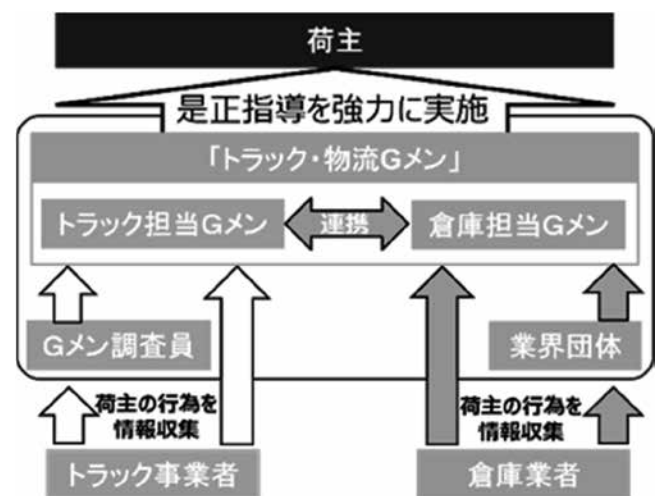 荷主
是正指導を強力に実施
「トラック・物流Gメン」
トラック担当Gメン
連携
倉庫担当Gメン
Gメン調査員
業界団体
荷主の行為を
情報収集
荷主の行為を
情報収集
トラック事業者
倉庫業者